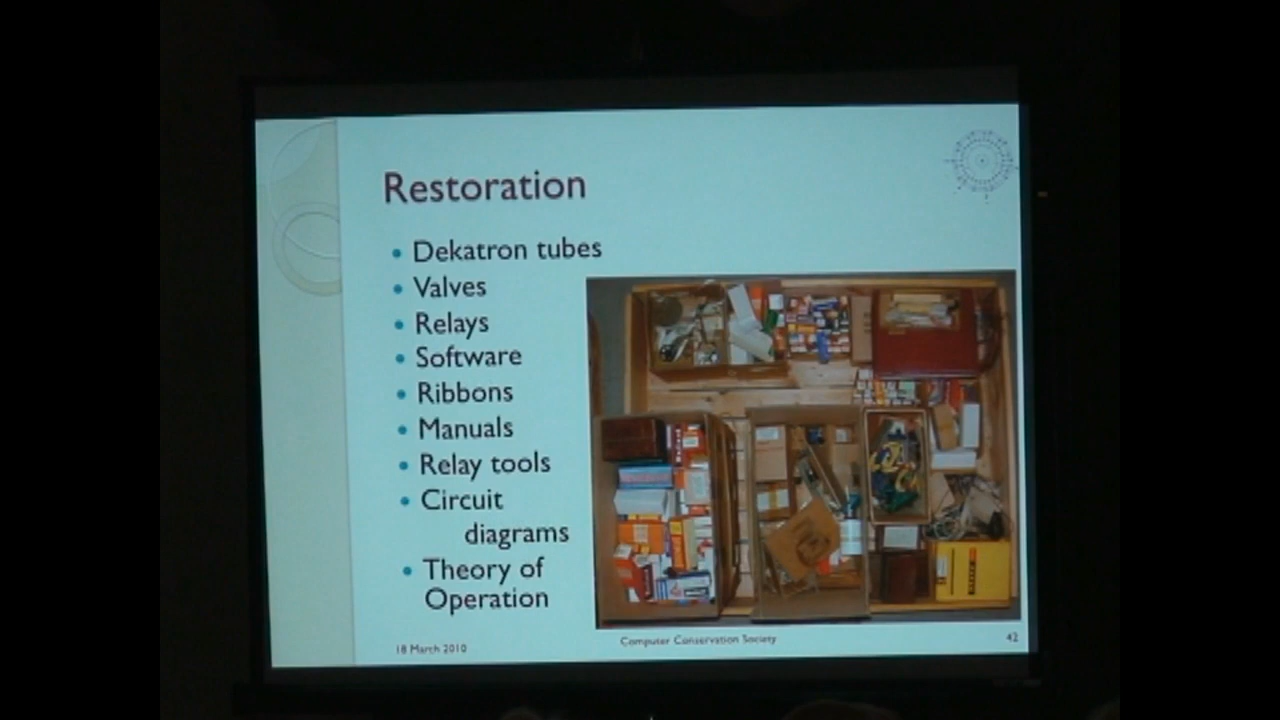 Restoration
• Dekatron tubes
• Valves
• Relays
• Software
• Ribbons
• Manuals
• Relay tools
• Circuit
diagrams
• Theory of
Operation
18 March 2010
Computer Conservation Society
42